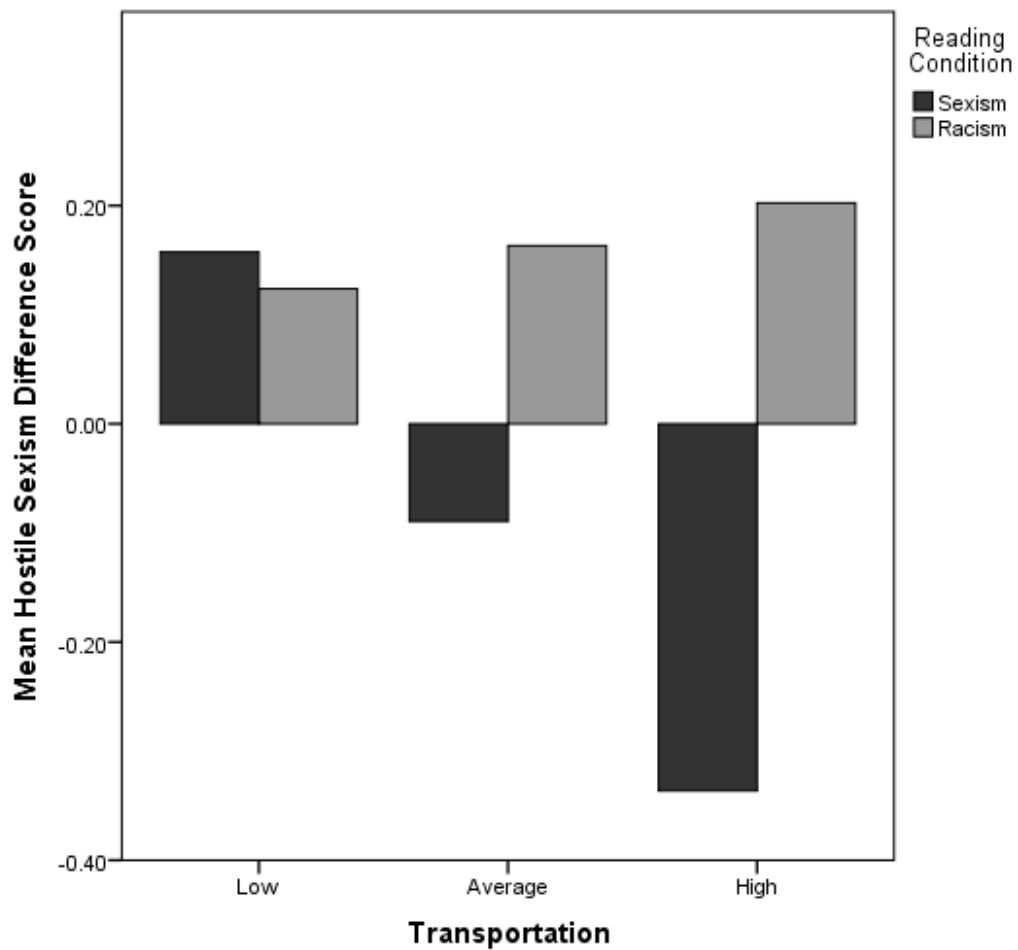 Reading
Condition
Sexism
Racism
Mean Hostile Sexism Difference Score
0.20
0.00
-0.20
-0.40
Low Average High
Transportation